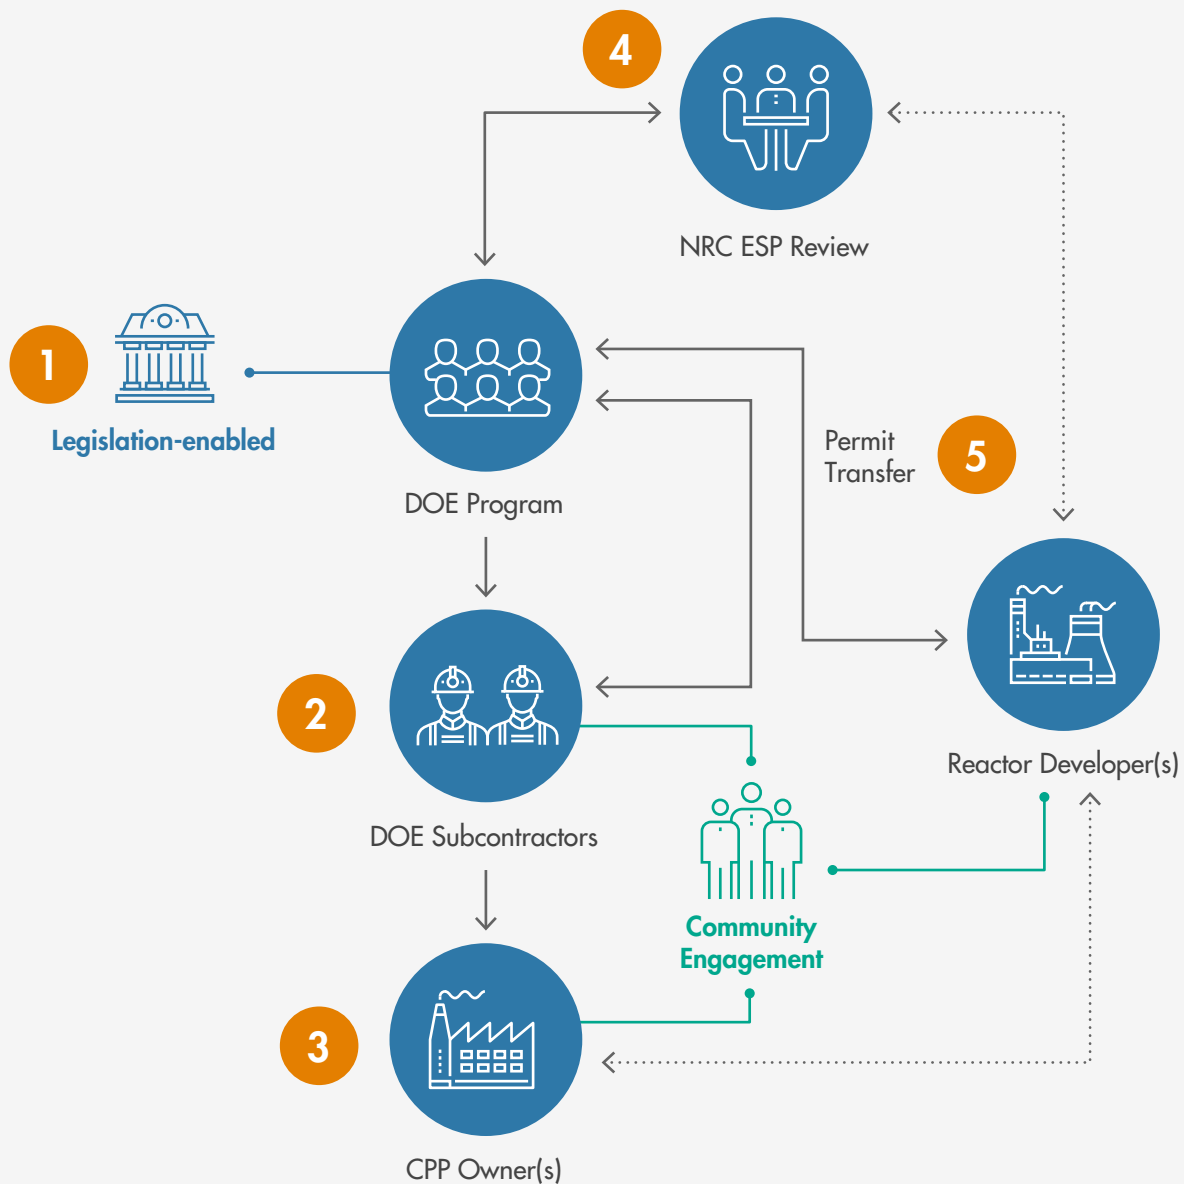 4
NRC ESP Review
1
Legislation-enabled
DOE Program
Permit
Transfer
5
2
DOE Subcontractors
Reactor Developer(s)
Community
Engagement
3
CPP Owner(s)